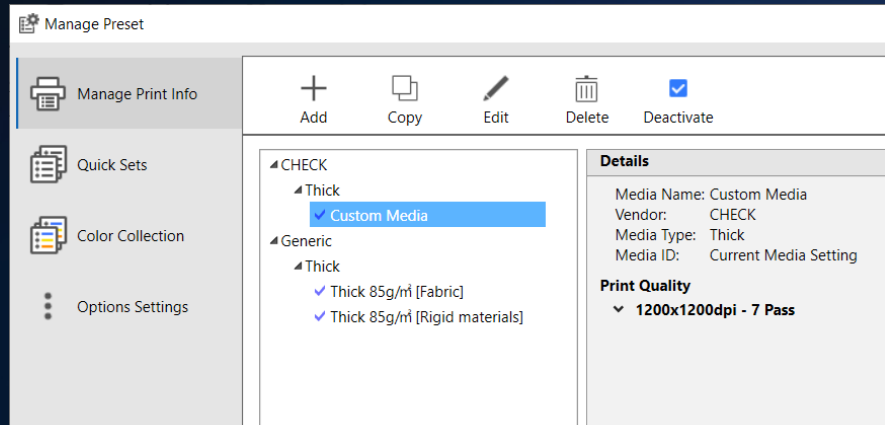 Manage Preset
Manage Print Info
Quick Sets
Color Collection
Options Settings
Add
Copy
Edit
Delete
Deactivate
CHECK
Thick
Custom Media
Generic
Thick
Thick 85g/㎡ [Fabric]
Thick 85g/㎡ [Rigid materials]
Details
Media Name: Custom Media
Vendor: CHECK
Media Type: Thick
Media ID: Current Media Setting
Print Quality
1200x1200dpi - 7 Pass